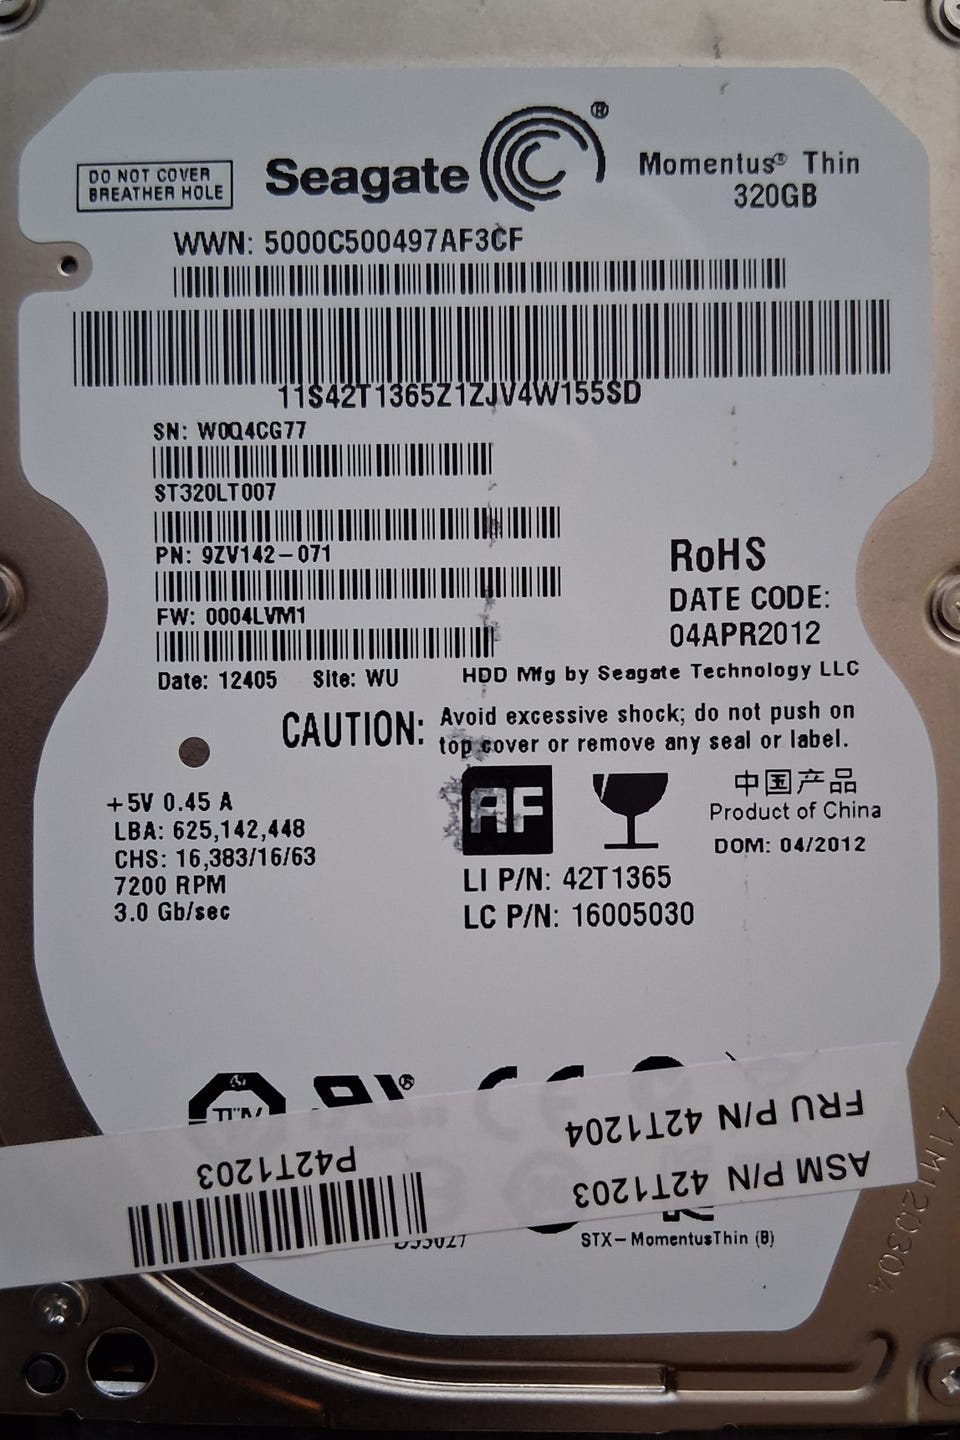 DO NOT COVER
BREATHER HOLE
Seagate ®
Momentus® Thin
320GB
WWN: 5000C500497AF3CF
11S42T1365Z1ZJV4W155SD
SN: W0Q4CG77
ST320LT007
PN: 9ZV142-071
FW: 0004LVM1
RoHS
DATE CODE:
04APR2012
Date: 12405 Site: WU HDD Mfg by Seagate Technology LLC
CAUTION: Avoid excessive shock; do not push on
top cover or remove any seal or label.
+5V 0.45 A
LBA: 625,142,448
CHS: 16,383/16/63
7200 RPM
3.0 Gb/sec
AF
中国产品
Product of China
DOM: 04/2012
LI P/N: 42T1365
LC P/N: 16005030
CE
FRU P/N 42T1204
ASM P/N 42T1203
P42T1203
STX-MomentusThin (B)